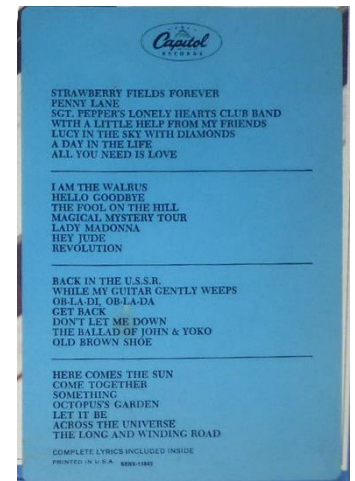 Capitol
RECORDS
STRAWBERRY FIELDS FOREVER
PENNY LANE
SGT. PEPPER'S LONELY HEARTS CLUB BAND
WITH A LITTLE HELP FROM MY FRIENDS
LUCY IN THE SKY WITH DIAMONDS
A DAY IN THE LIFE
ALL YOU NEED IS LOVE
I AM THE WALRUS
HELLO GOODBYE
THE FOOL ON THE HILL
MAGICAL MYSTERY TOUR
LADY MADONNA
HEY JUDE
REVOLUTION
BACK IN THE U.S.S.R.
WHILE MY GUITAR GENTLY WEEPS
OB-LA-DI, OB-LA-DA
GET BACK
DON'T LET ME DOWN
THE BALLAD OF JOHN & YOKO
OLD BROWN SHOE
HERE COMES THE SUN
COME TOGETHER
SOMETHING
OCTOPUS'S GARDEN
LET IT BE
ACROSS THE UNIVERSE
THE LONG AND WINDING ROAD
COMPLETE LYRICS INCLUDED INSIDE
PRINTED IN U.S.A.